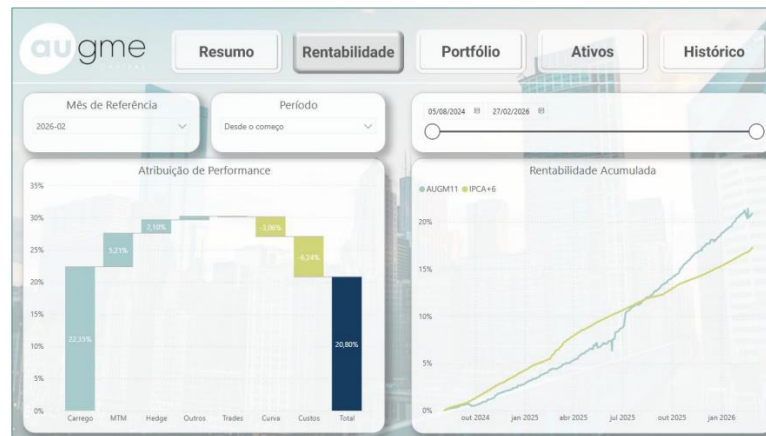 augme
Resumo
Rentabilidade
Portfólio
Ativos
Histórico
Mês de Referência
2026-02
Período
Desde o começo
05/08/2024
27/02/2026
Atribuição de Performance
35%
30%
25%
20%
15%
10%
5%
0%
22,35%
5,23%
2,10%
-3,06%
20,80%
Carrego
MTM
Hedge
Outros
Trades
Curva
Custos
Total
Rentabilidade Acumulada
AUGM11
IPCA+6
20%
15%
10%
5%
0%
out 2024
jan 2025
abr 2025
jul 2025
out 2025
jan 2026